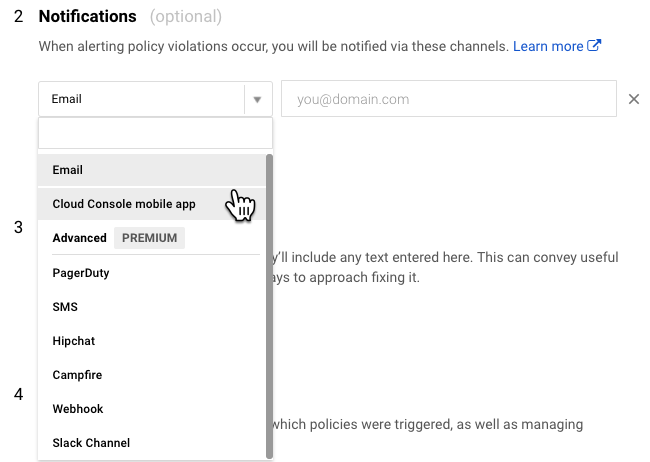 2 Notifications (optional)
When alerting policy violations occur, you will be notified via these channels. Learn more
Email
you@domain.com
Email
Cloud Console mobile app
3
Advanced PREMIUM
y'll include any text entered here. This can convey useful
PagerDuty
ays to approach fixing it.
SMS
Hipchat
Campfire
4
Webhook
which policies were triggered, as well as managing
Slack Channel